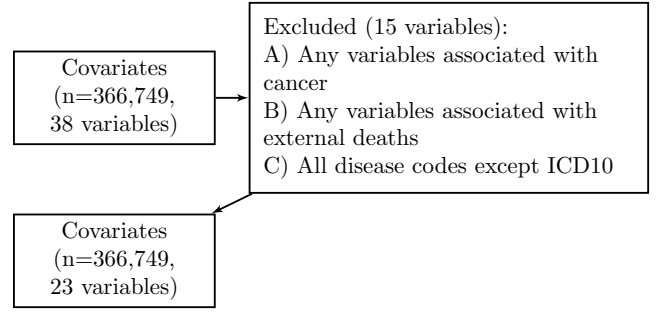 Covariates
(n=366,749,
38 variables)
Excluded (15 variables):
A) Any variables associated with
cancer
B) Any variables associated with
external deaths
C) All disease codes except ICD10
Covariates
(n=366,749,
23 variables)